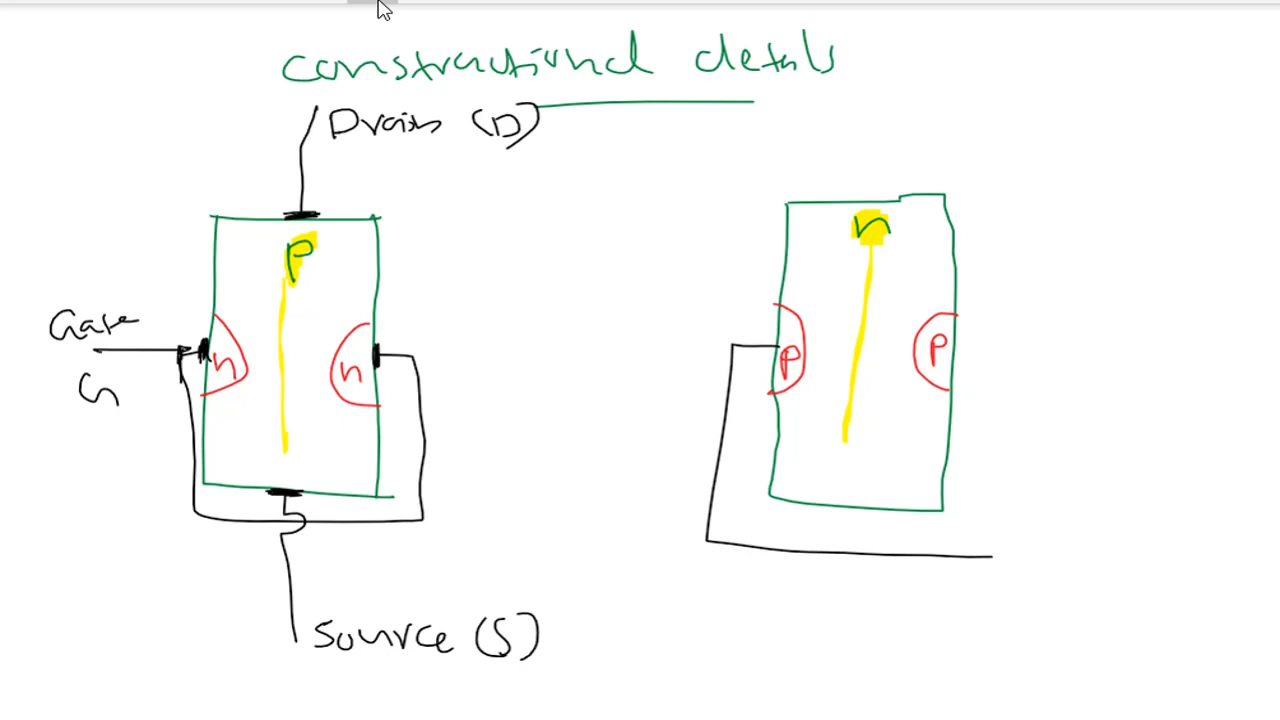 constructional details
Drain (D)
P
n
Gate
n
n
P
P
G
Source (S)